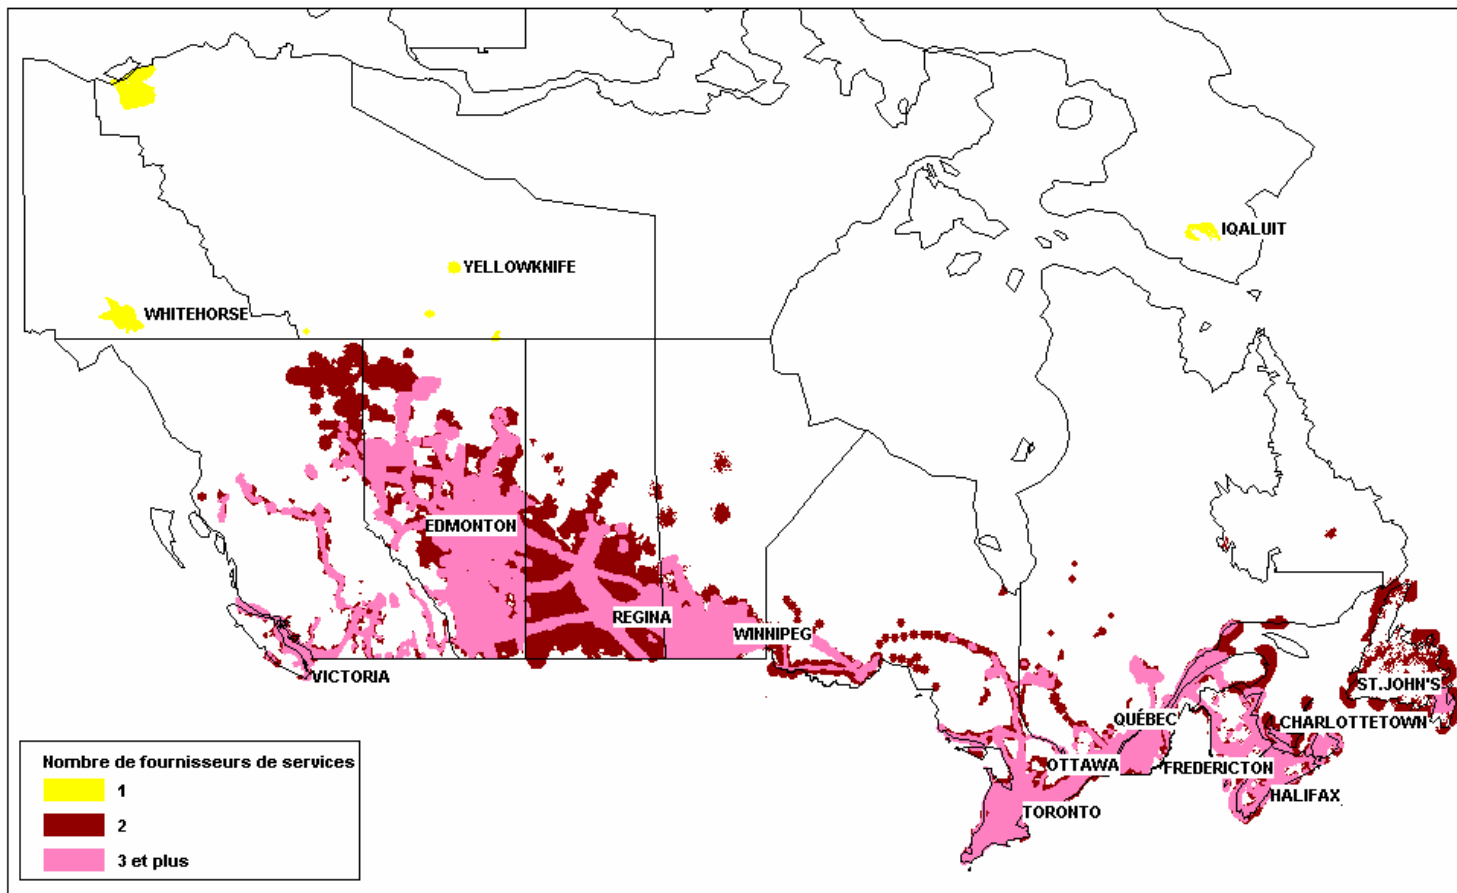 IQALUIT
YELLOWKNIFE
WHITEHORSE
EDMONTON
REGINA
WINNIPEG
VICTORIA
ST.JOHN'S
QUÉBEC
CHARLOTTETOWN
OTTAWA
FREDERICTON
HALIFAX
TORONTO
Nombre de fournisseurs de services
1
2
3 et plus